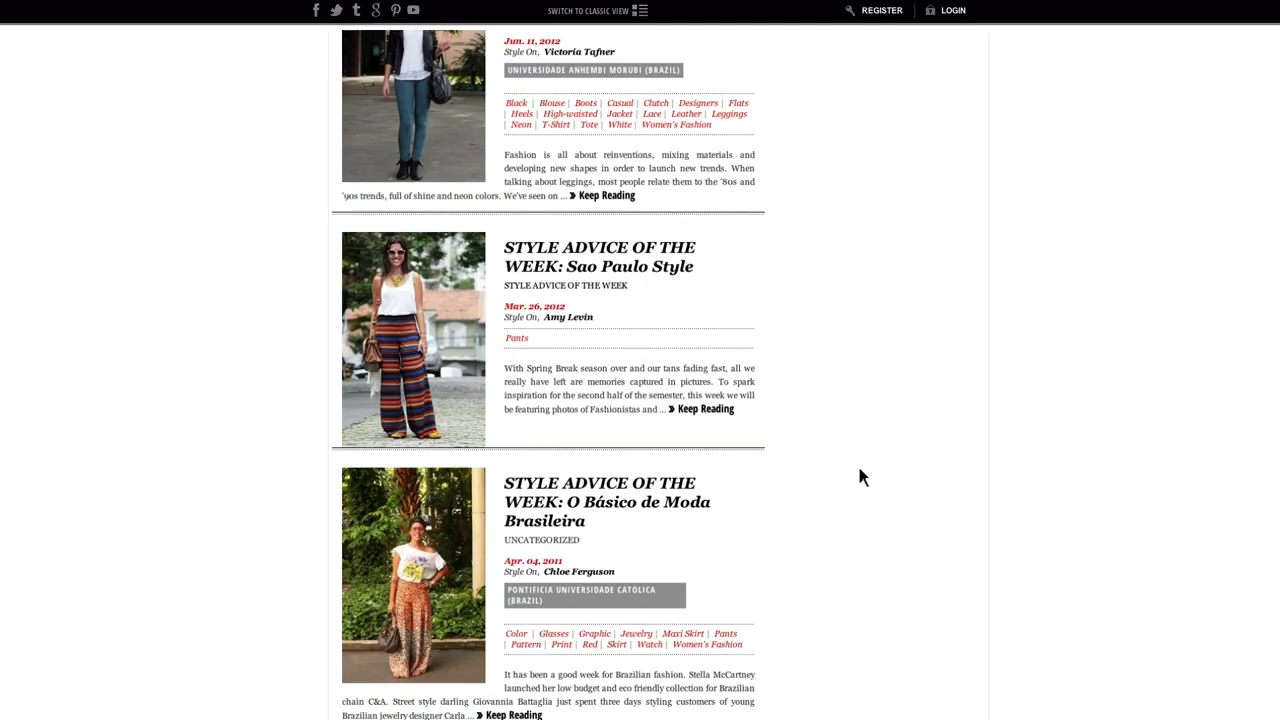 SWITCH TO CLASSIC VIEW
REGISTER
LOGIN
Jun. 11, 2012
Style On, Victoria Tafner
UNIVERSIDADE ANHEMBI MORUBI (BRAZIL)
Black | Blouse | Boots | Casual | Clutch | Designers | Flats
| Heels | High-waisted | Jacket | Lace | Leather | Leggings
| Neon | T-Shirt | Tote | White | Women's Fashion
Fashion is all about reinventions, mixing materials and
developing new shapes in order to launch new trends. When
talking about leggings, most people relate them to the '80s and
'90s trends, full of shine and neon colors. We've seen on ... » Keep Reading
STYLE ADVICE OF THE
WEEK: Sao Paulo Style
STYLE ADVICE OF THE WEEK
Mar. 26, 2012
Style On, Amy Levin
Pants
With Spring Break season over and our tans fading fast, all we
really have left are memories captured in pictures. To spark
inspiration for the second half of the semester, this week we will
be featuring photos of Fashionistas and ... » Keep Reading
STYLE ADVICE OF THE
WEEK: O Básico de Moda
Brasileira
UNCATEGORIZED
Apr. 04, 2011
Style On, Chloe Ferguson
PONTIFICIA UNIVERSIDADE CATOLICA
(BRAZIL)
Color | Glasses | Graphic | Jewelry | Maxi Skirt | Pants
| Pattern | Print | Red | Skirt | Watch | Women's Fashion
It has been a good week for Brazilian fashion. Stella McCartney
launched her low budget and eco friendly collection for Brazilian
chain C&A. Street style darling Giovannia Battaglia just spent three days styling customers of young
Brazilian jewelry designer Carla ... » Keep Reading